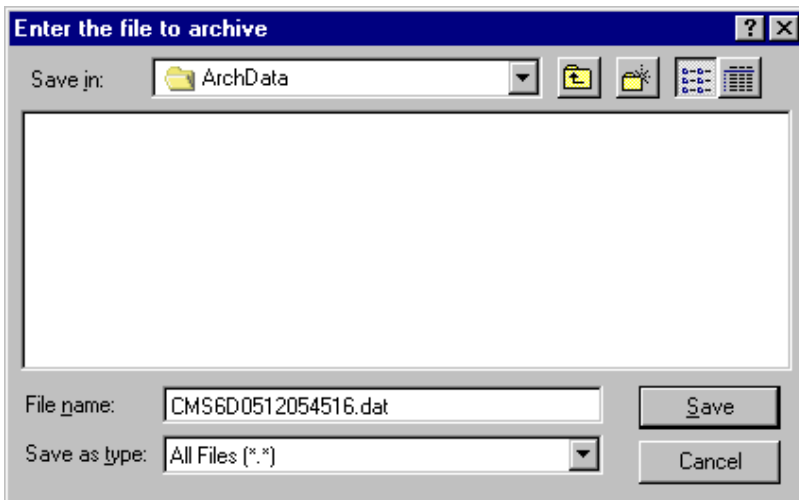 Enter the file to archive
Save in: ArchData
File name: CMS6D0512054516.dat Save
Save as type: All Files (*.*) Cancel